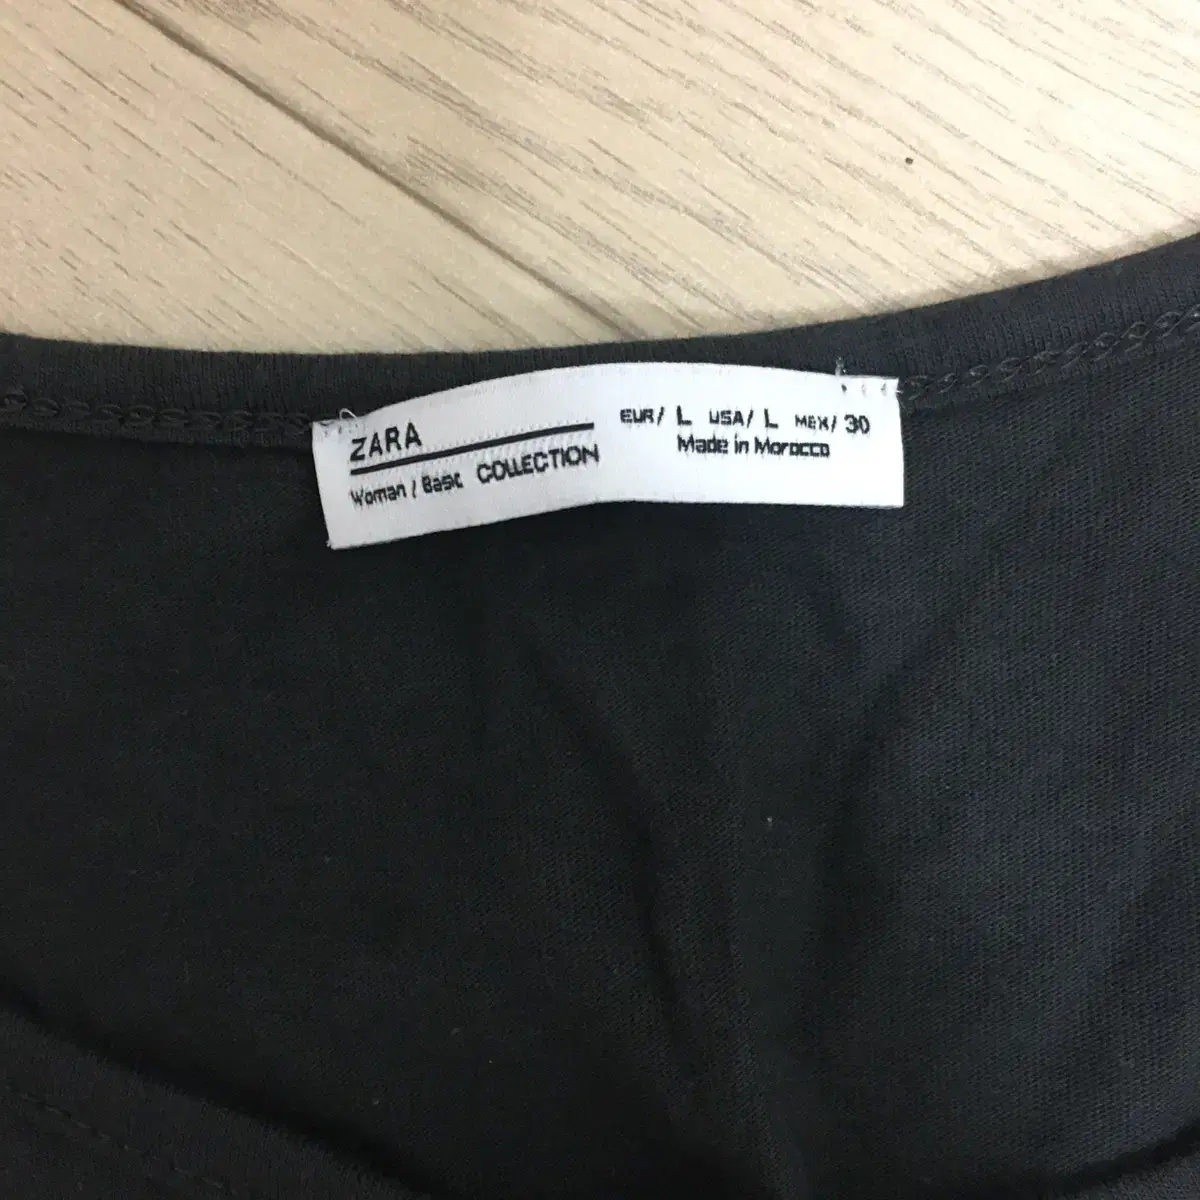 ZARA
Woman / Basic COLLECTION
EUR/ L USA/ L MEX/ 30
Made in Morocco